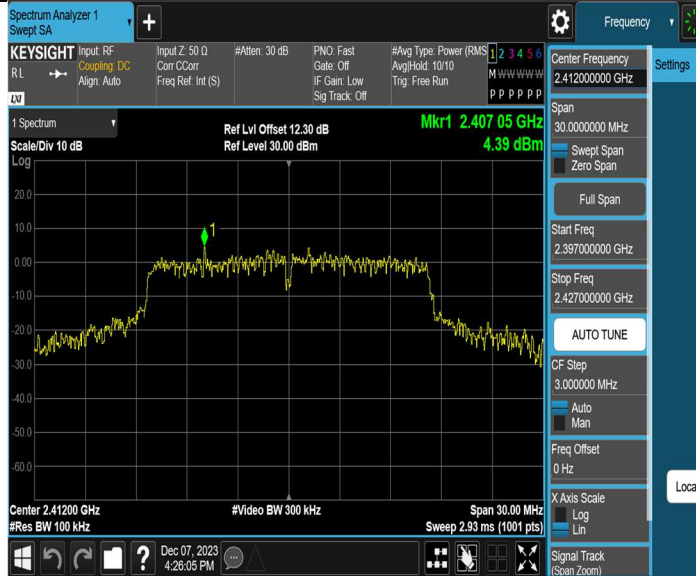 Spectrum Analyzer 1
Swept SA
+
Frequency
KEYSIGHT
RL
LXI
Input: RF
Coupling: DC
Align: Auto
Input Z: 50 Ω
Corr CCorr
Freq Ref: Int (S)
#Atten: 30 dB
PNO: Fast
Gate: Off
IF Gain: Low
Sig Track: Off
#Avg Type: Power (RMS
Avg|Hold: 10/10
Trig: Free Run
1 2 3 4 5 6
M W W W W W
P P P P P P
1 Spectrum
Scale/Div 10 dB
Log
Ref Lvl Offset 12.30 dB
Ref Level 30.00 dBm
Mkr1 2.407 05 GHz
4.39 dBm
20.0
10.0
0.00
-10.0
-20.0
-30.0
-40.0
-50.0
-60.0
1
Center 2.41200 GHz
#Res BW 100 kHz
#Video BW 300 kHz
Span 30.00 MHz
Sweep 2.93 ms (1001 pts)
Center Frequency
2.412000000 GHz
Span
30.0000000 MHz
Swept Span
Zero Span
Full Span
Start Freq
2.397000000 GHz
Stop Freq
2.427000000 GHz
AUTO TUNE
CF Step
3.000000 MHz
Auto
Man
Freq Offset
0 Hz
X Axis Scale
Log
Lin
Signal Track
(Span Zoom)
Settings
Loca
?
Dec 07, 2023
4:26:05 PM